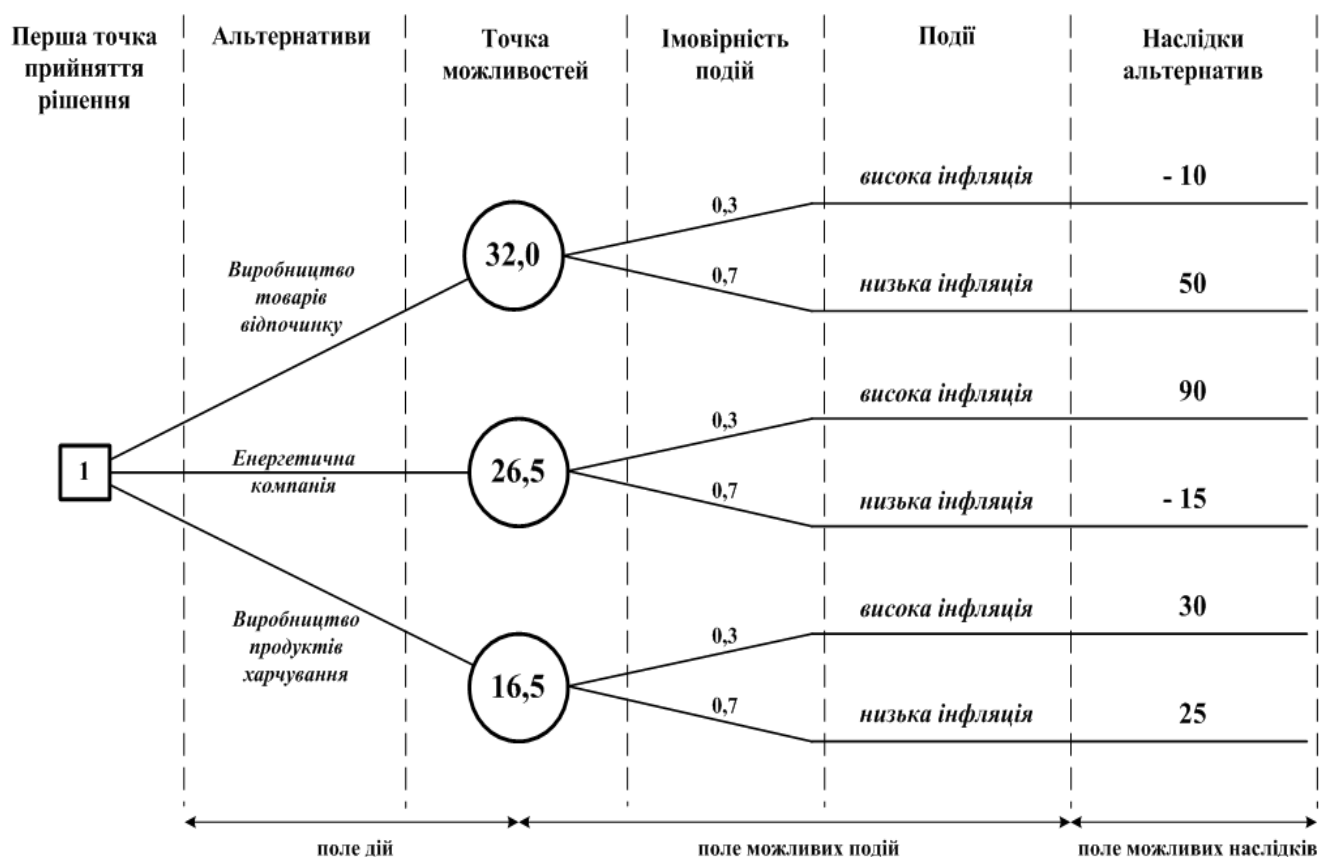 Перша точка
прийняття
рішення
Альтернативи
Точка
можливостей
Імовірність
подій
Події
Наслідки
альтернатив
Виробництво
товарів
відпочинку
32,0
0,3
висока інфляція
- 10
0,7
низька інфляція
50
1
Енергетична
компанія
26,5
0,3
висока інфляція
90
0,7
низька інфляція
- 15
Виробництво
продуктів
харчування
16,5
0,3
висока інфляція
30
0,7
низька інфляція
25
поле дій
поле можливих подій
поле можливих наслідків